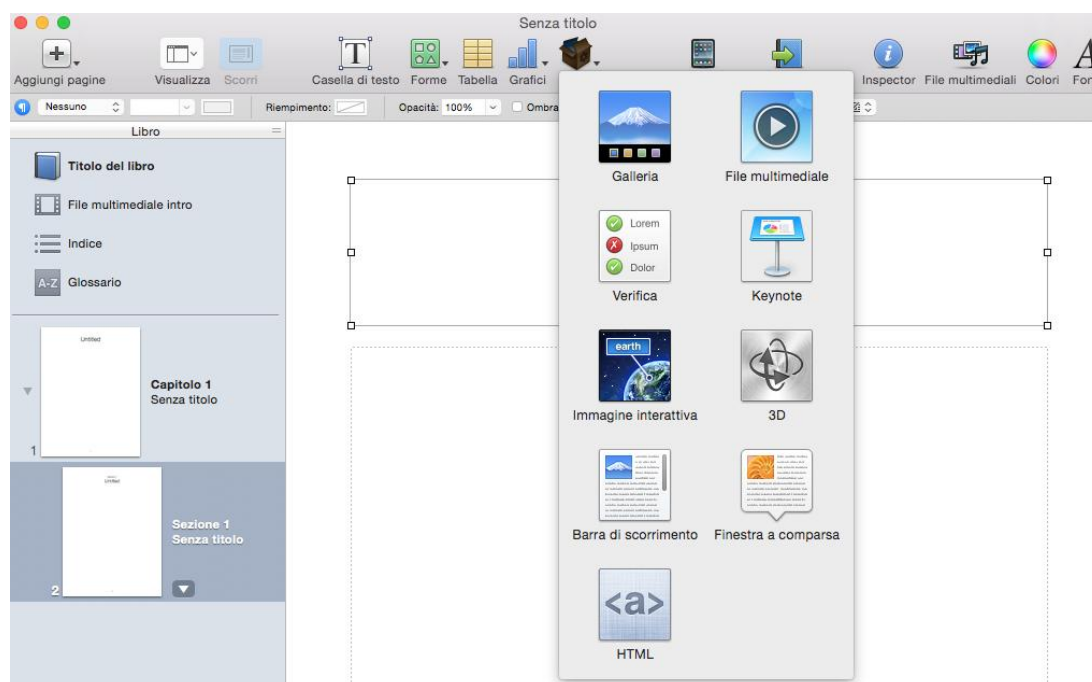 Senza titolo
Aggiungi pagine
Visualizza
Scorri
T
Casella di testo
Forme
Tabella
Grafici
i
Inspector
File multimediali
Colori
A
Nessuno
Riempimento:
Opacità: 100%
Ombra
Libro
Titolo del libro
File multimediale intro
Indice
A-Z Glossario
Untitled
Capitolo 1
Senza titolo
1
Untitled
Sezione 1
Senza titolo
2
Galleria
File multimediale
Lorem
Ipsum
Dolor
Verifica
Keynote
earth
Immagine interattiva
3D
Barra di scorrimento
Finestra a comparsa
<a>
HTML